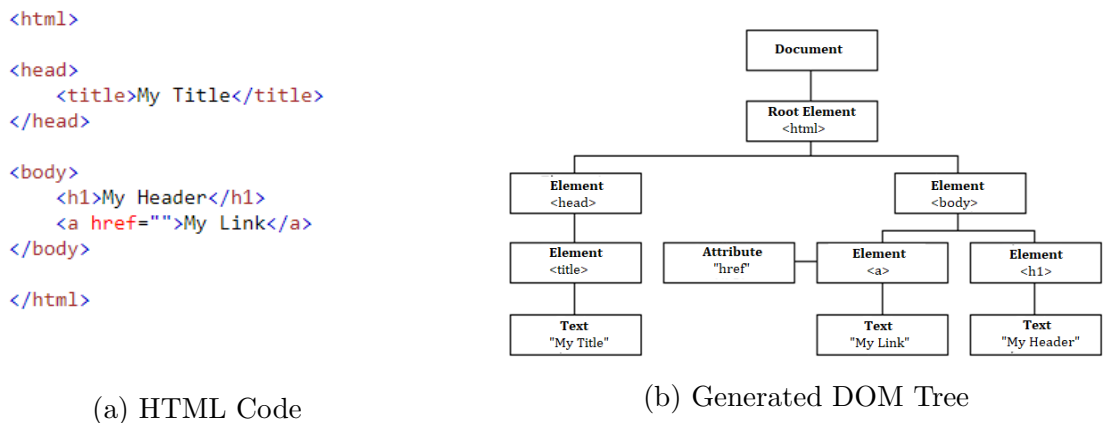 <html>
<head>
<title>My Title</title>
</head>
<body>
<h1>My Header</h1>
<a href="">My Link</a>
</body>
</html>
(a) HTML Code
Document
Root Element
<html>
Element
<head>
Element
<body>
Element
<title>
Attribute
"href"
Element
<a>
Element
<h1>
Text
"My Title"
Text
"My Link"
Text
"My Header"
(b) Generated DOM Tree